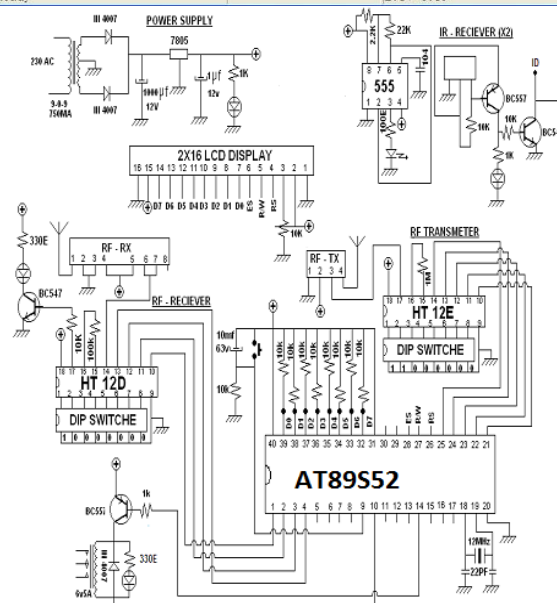 POWER SUPPLY
III 4007
7805
230 AC
1000µf
12V
1µf
12v
1K
III 4007
9-0-9
750MA
2.2K
22K
104
IR - RECIEVER (X2)
ID
8 7 6 5
555
1 2 3 4
100E
BC557
10K
10K
1K
2X16 LCD DISPLAY
16 15 14 13 12 11 10 9 8 7 6 5 4 3 2 1
D7 D6 D5 D4 D3 D2 D1 D0 ES R.W RS
10K
330E
RF - RX
1 2 3 4 5 6 7 8
BC547
RF - RECIEVER
10K
100k
18 17 16 15 14 13 12 11 10
HT 12D
1 2 3 4 5 6 7 8 9
DIP SWITCHE
1 0 0 0 0 0 0 0
RF - TX
1 2 3 4
RF TRANSMETER
1M
18 17 16 15 14 13 12 11 10
HT 12E
1 2 3 4 5 6 7 8 9
DIP SWITCHE
1 0 0 0 0 0 0 0
10mf
63v
10k
10k 10k 10k 10k 10k 10k 10k 10k
D0 D1 D2 D3 D4 D5 D6 D7
ES R.W RS
40 39 38 37 36 35 34 33 32 31 30 29 28 27 26 25 24 23 22 21
AT89S52
1 2 3 4 5 6 7 8 9 10 11 12 13 14 15 16 17 18 19 20
12MHz
22PF
1k
BC557
III 4007
330E
6v5A